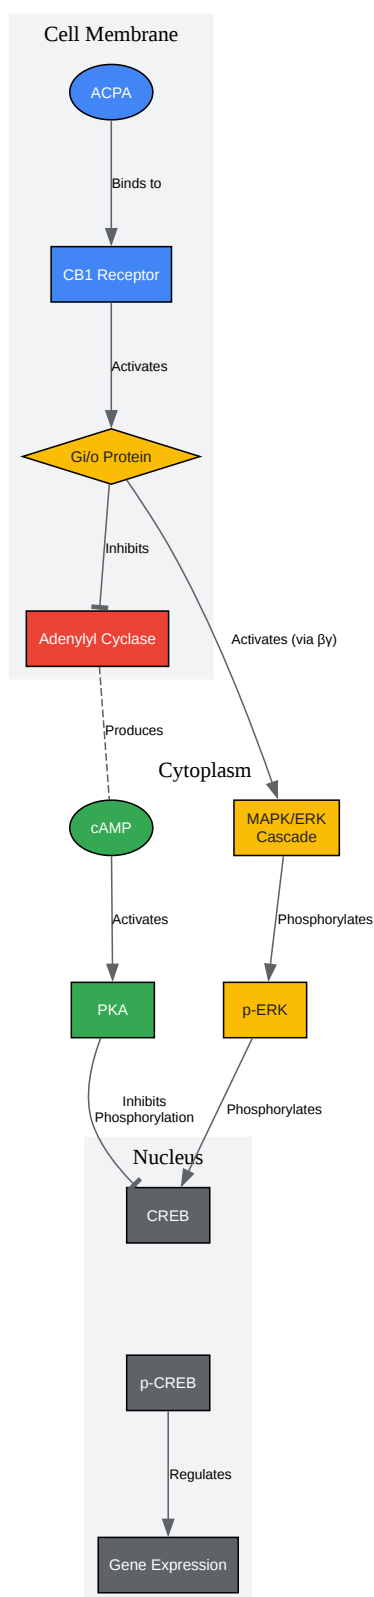 Cell Membrane
ACPA
Binds to
CB1 Receptor
Activates
Gi/o Protein
Inhibits
Adenylyl Cyclase
Activates (via βγ)
Produces
Cytoplasm
cAMP
MAPK/ERK
Cascade
Activates
Phosphorylates
PKA
p-ERK
Inhibits
Phosphorylation
Phosphorylates
Nucleus
CREB
p-CREB
Regulates
Gene Expression